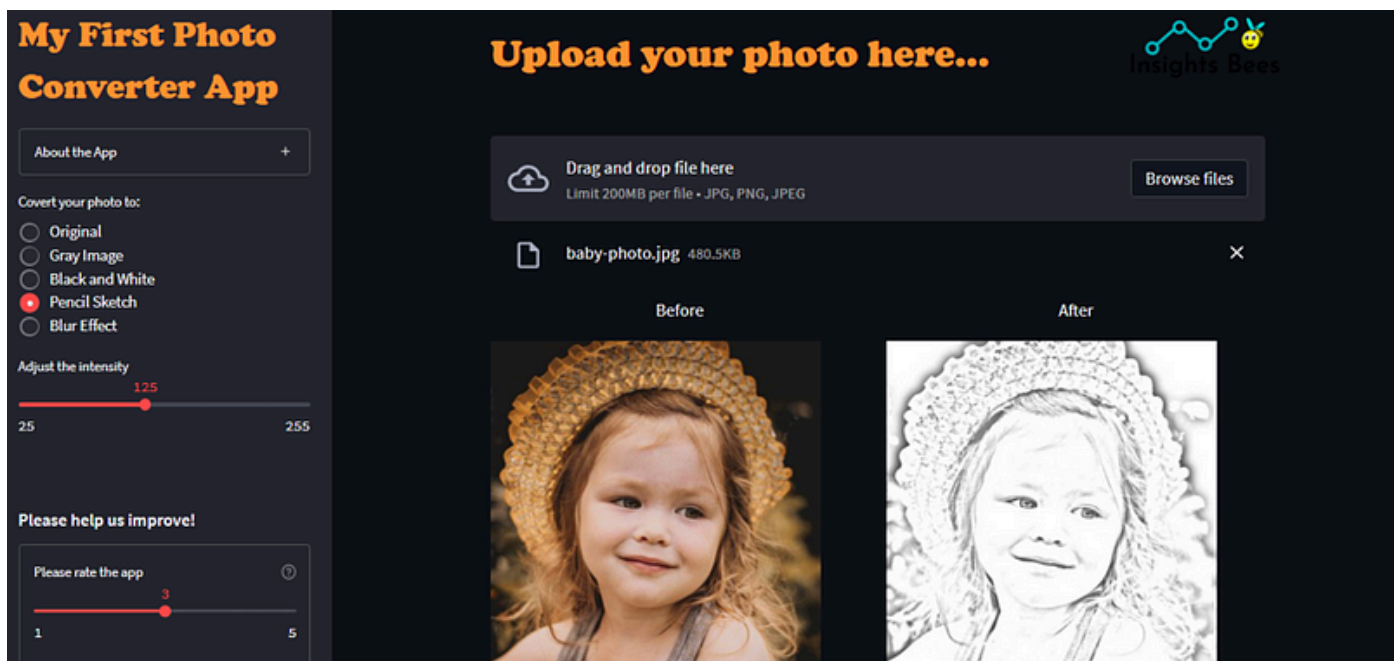 My First Photo
Converter App
About the App +
Covert your photo to:
Original
Gray Image
Black and White
Pencil Sketch
Blur Effect
Adjust the intensity
125
25 255
Please help us improve!
Please rate the app
3
1 5
Upload your photo here...
Insights Bees
Drag and drop file here
Limit 200MB per file • JPG, PNG, JPEG
Browse files
baby-photo.jpg 480.5KB
Before After